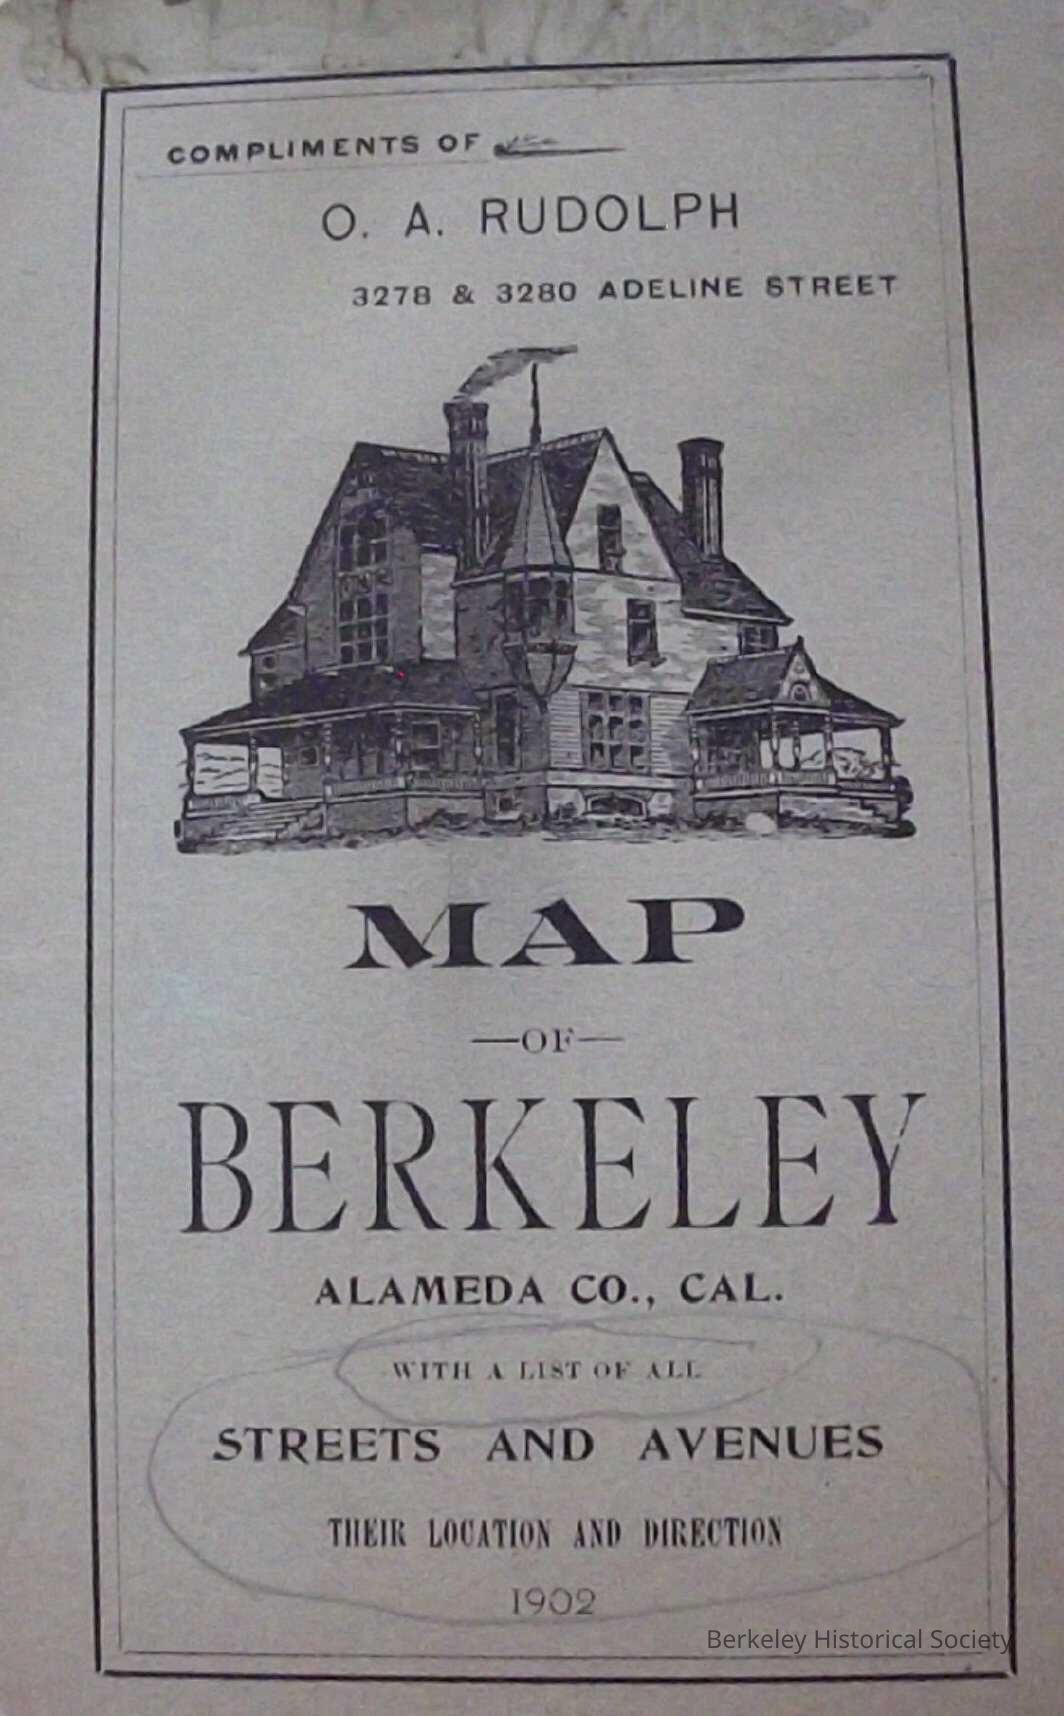 COMPLIMENTS OF
O. A. RUDOLPH
3278 & 3280 ADELINE STREET
MAP
—OF—
BERKELEY
ALAMEDA CO., CAL.
WITH A LIST OF ALL
STREETS AND AVENUES
THEIR LOCATION AND DIRECTION
1902
Berkeley Historical Society